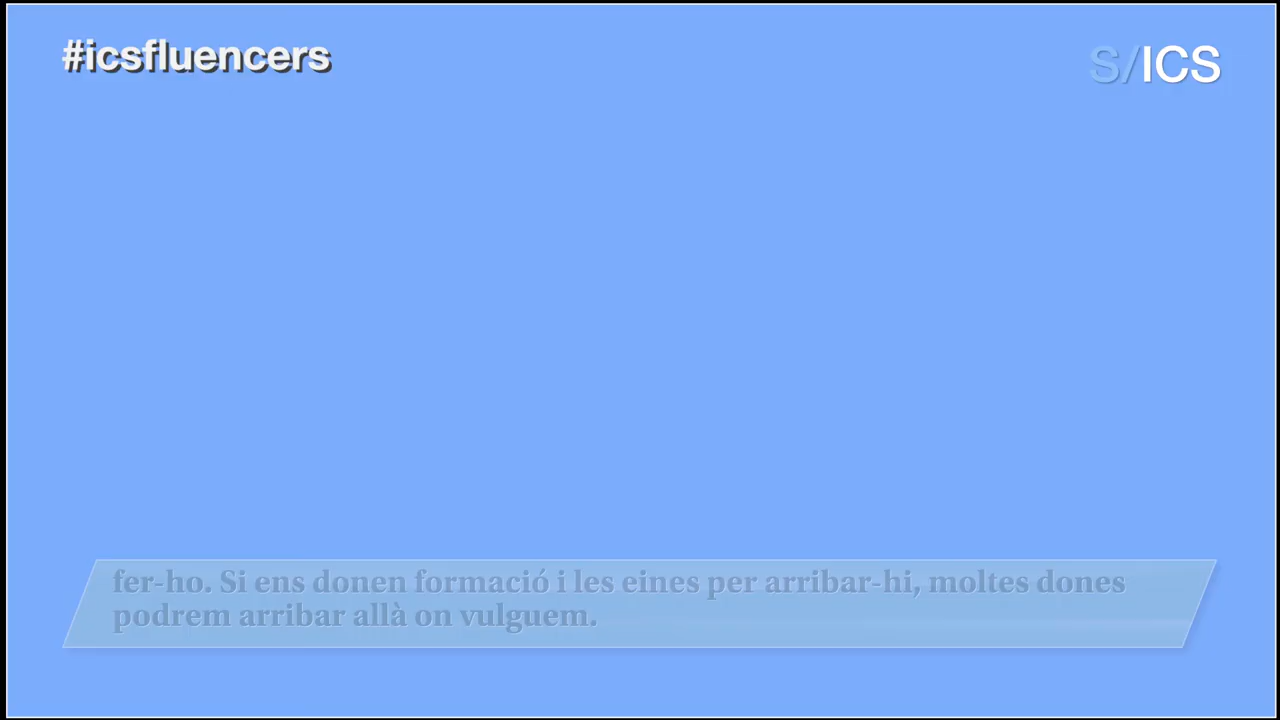 #icsfluencers
S/ICS
fer-ho. Si ens donen formació i les eines per arribar-hi, moltes dones
podrem arribar allà on vulguem.